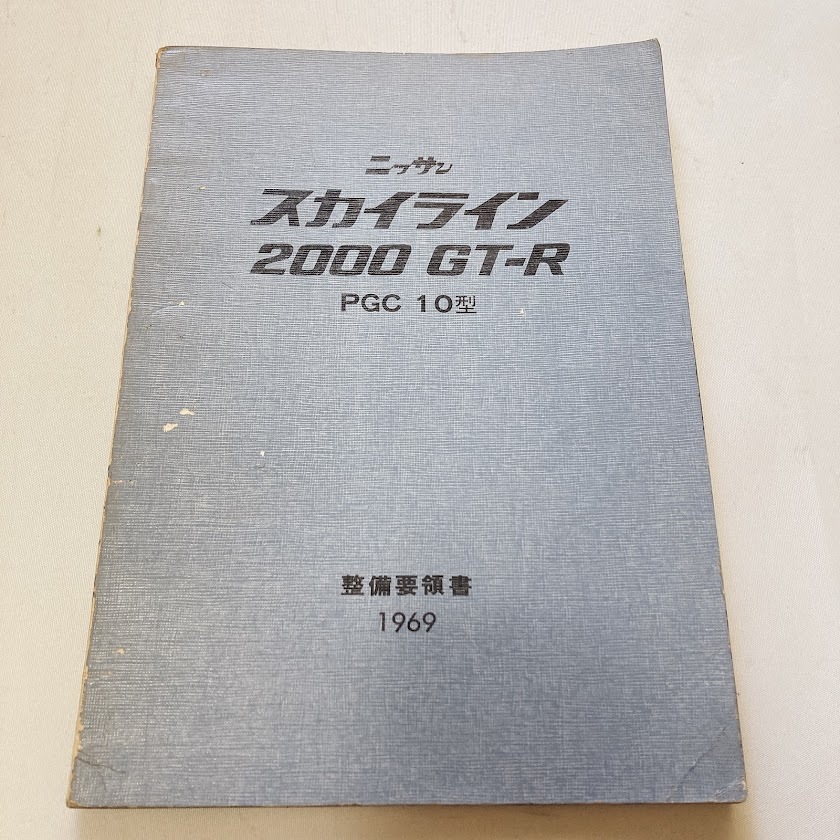 ニッサン
スカイライン
2000 GT-R
PGC 10型
整備要領書
1969